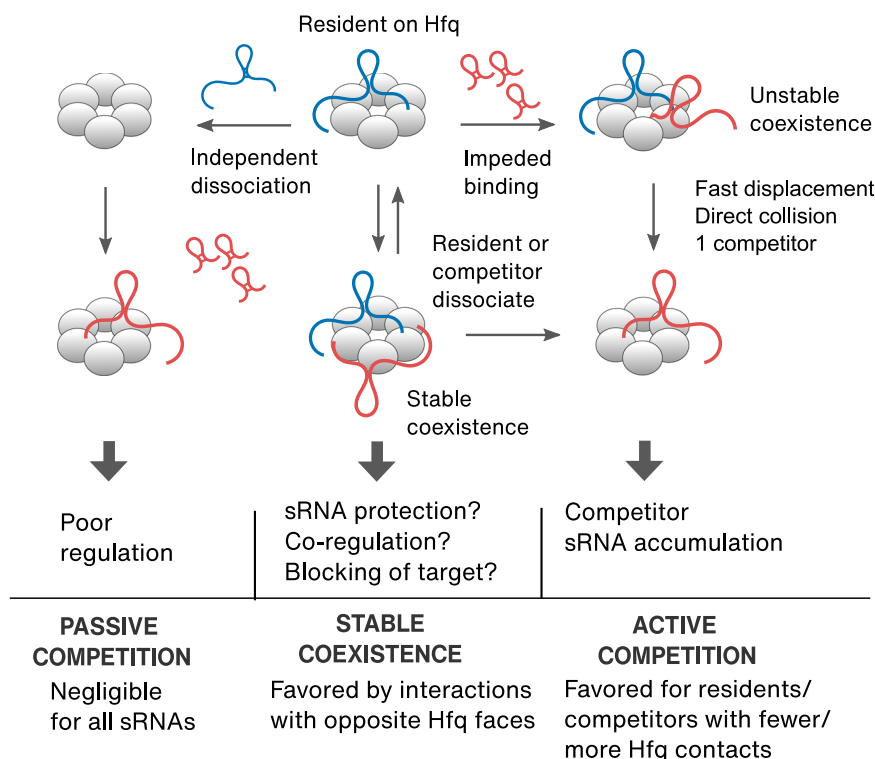 Resident on Hfq
Independent
dissociation
Impeded
binding
Unstable
coexistence
Fast displacement
Direct collision
1 competitor
Resident or
competitor
dissociate
Stable
coexistence
Poor
regulation
sRNA protection?
Co-regulation?
Blocking of target?
Competitor
sRNA accumulation
PASSIVE
COMPETITION
Negligible
for all sRNAs
STABLE
COEXISTENCE
Favored by interactions
with opposite Hfq faces
ACTIVE
COMPETITION
Favored for residents/
competitors with fewer/
more Hfq contacts